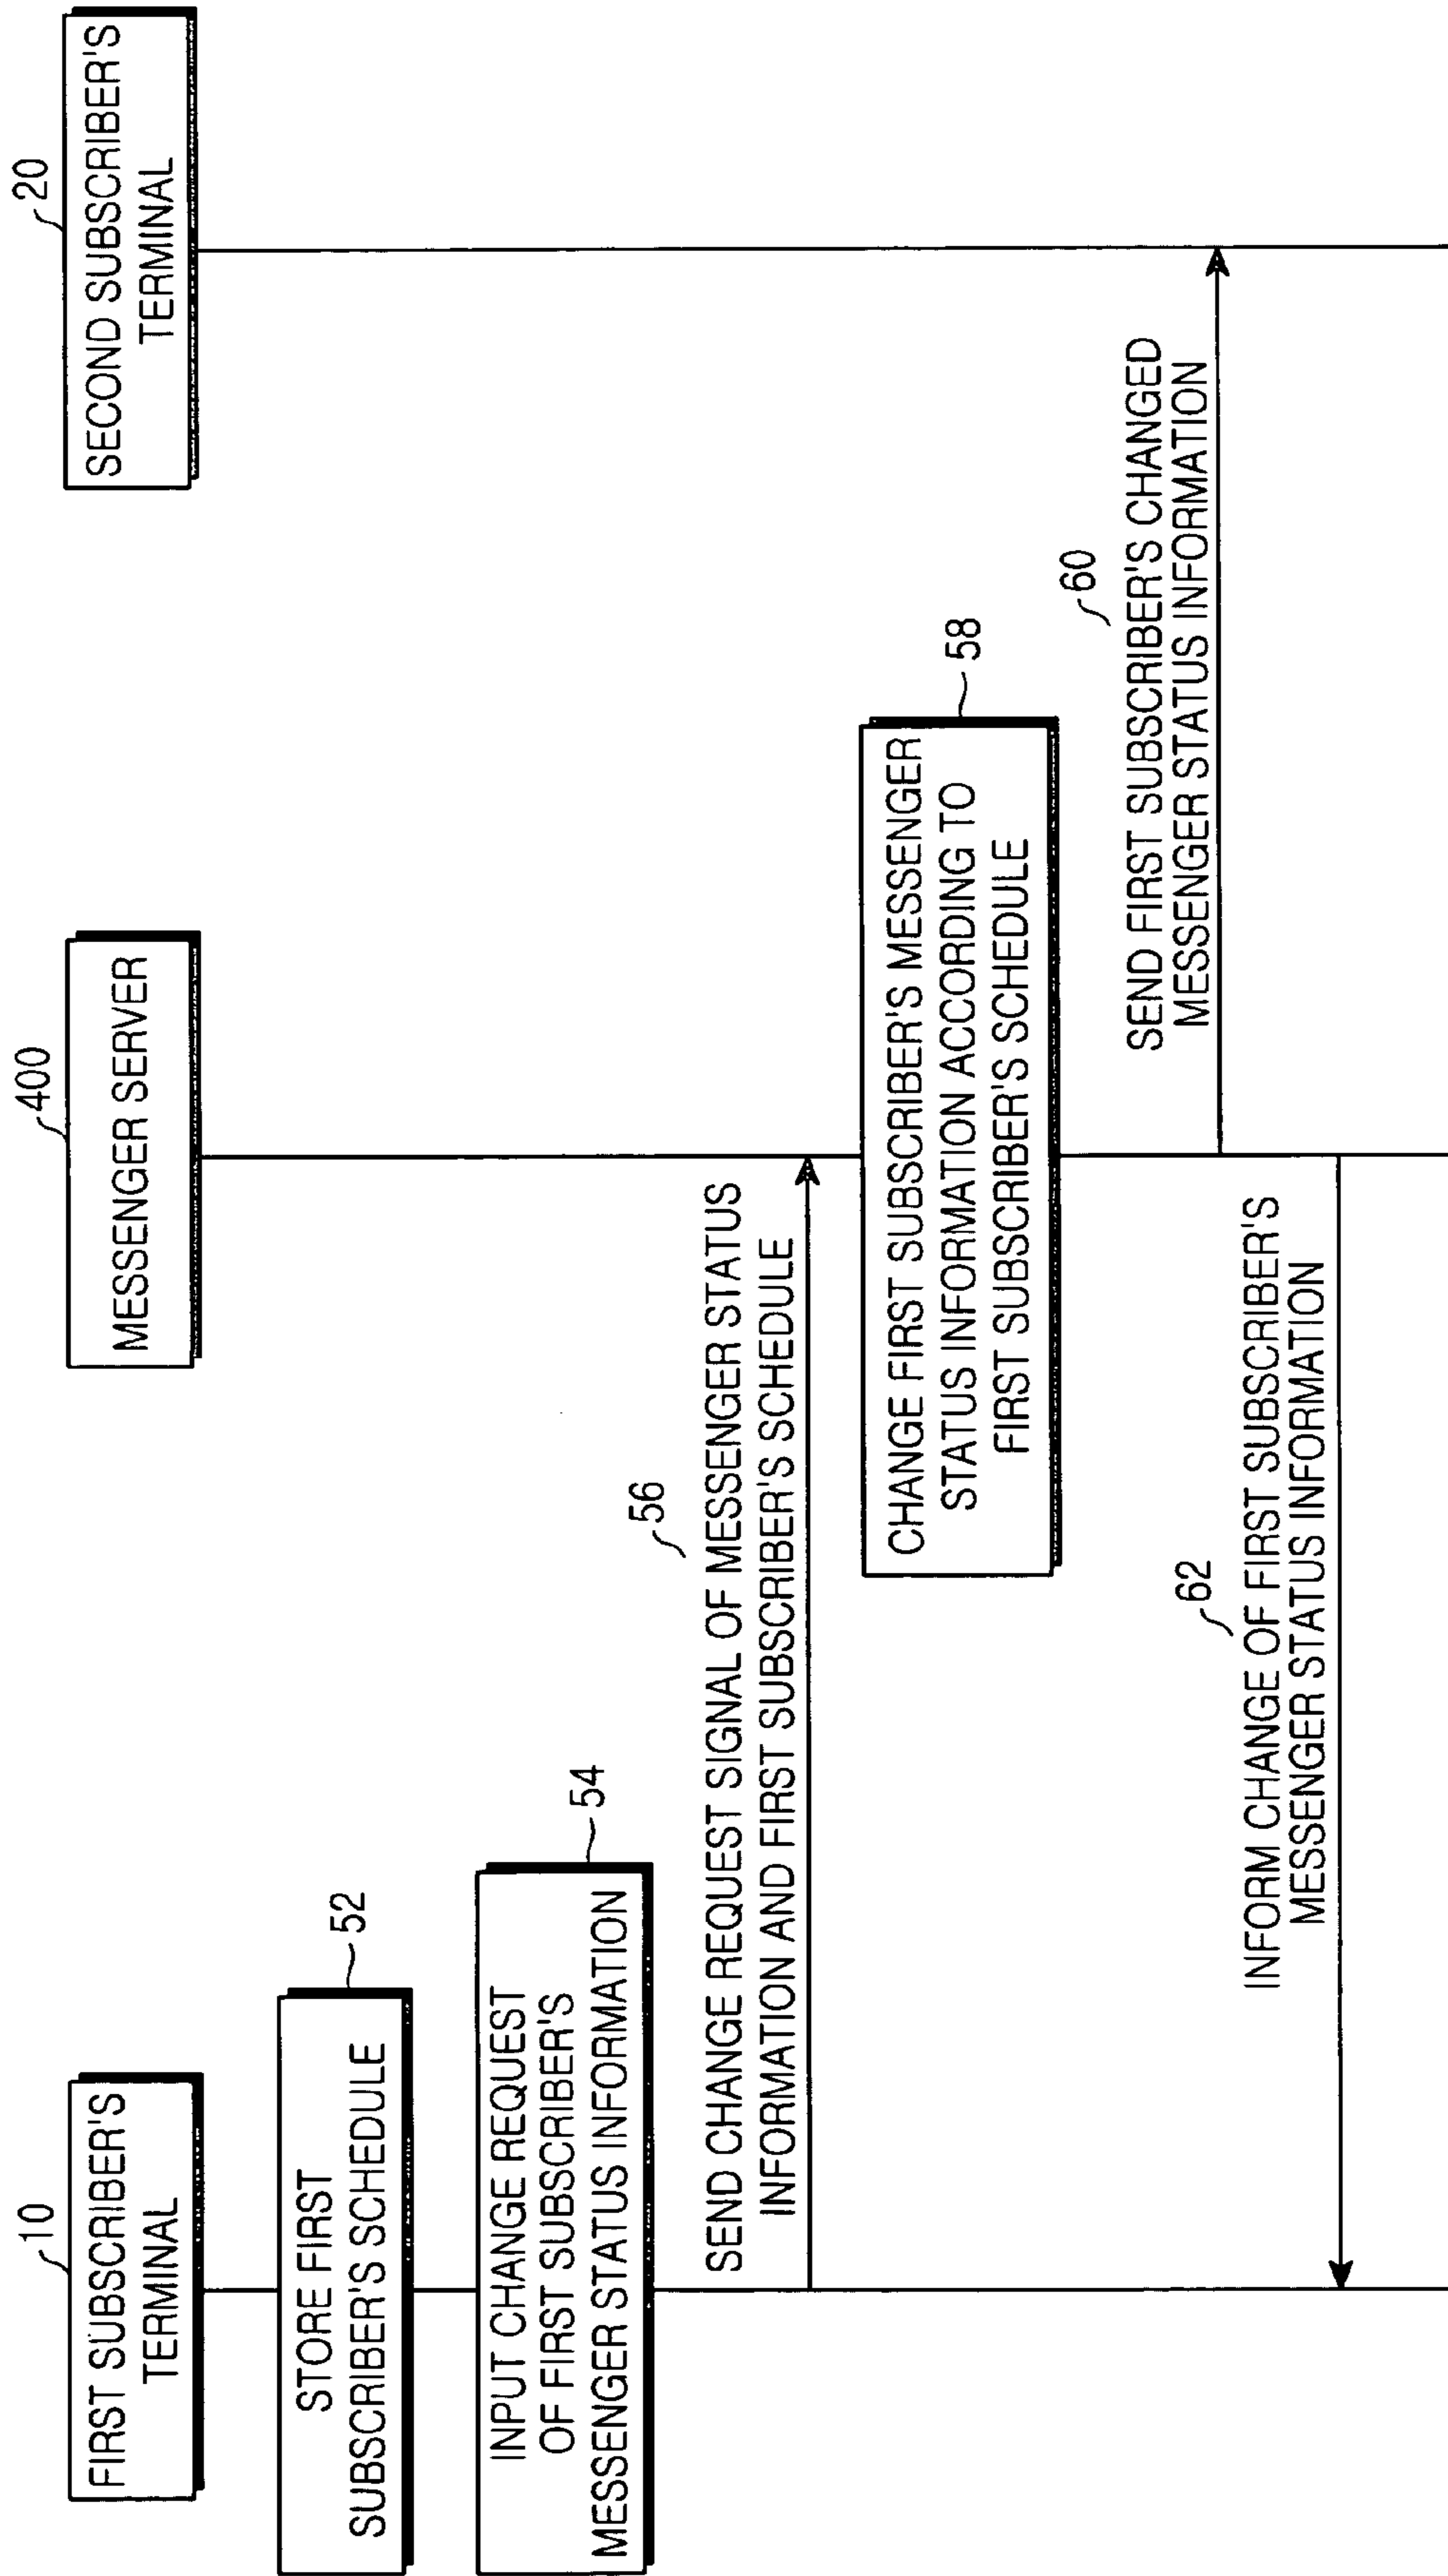 10
FIRST SUBSCRIBER'S
TERMINAL
400
MESSENGER SERVER
20
SECOND SUBSCRIBER'S
TERMINAL
STORE FIRST
SUBSCRIBER'S SCHEDULE
52
INPUT CHANGE REQUEST
OF FIRST SUBSCRIBER'S
MESSENGER STATUS INFORMATION
54
56
SEND CHANGE REQUEST SIGNAL OF MESSENGER STATUS
INFORMATION AND FIRST SUBSCRIBER'S SCHEDULE
CHANGE FIRST SUBSCRIBER'S MESSENGER
STATUS INFORMATION ACCORDING TO
FIRST SUBSCRIBER'S SCHEDULE
58
60
SEND FIRST SUBSCRIBER'S CHANGED
MESSENGER STATUS INFORMATION
62
INFORM CHANGE OF FIRST SUBSCRIBER'S
MESSENGER STATUS INFORMATION